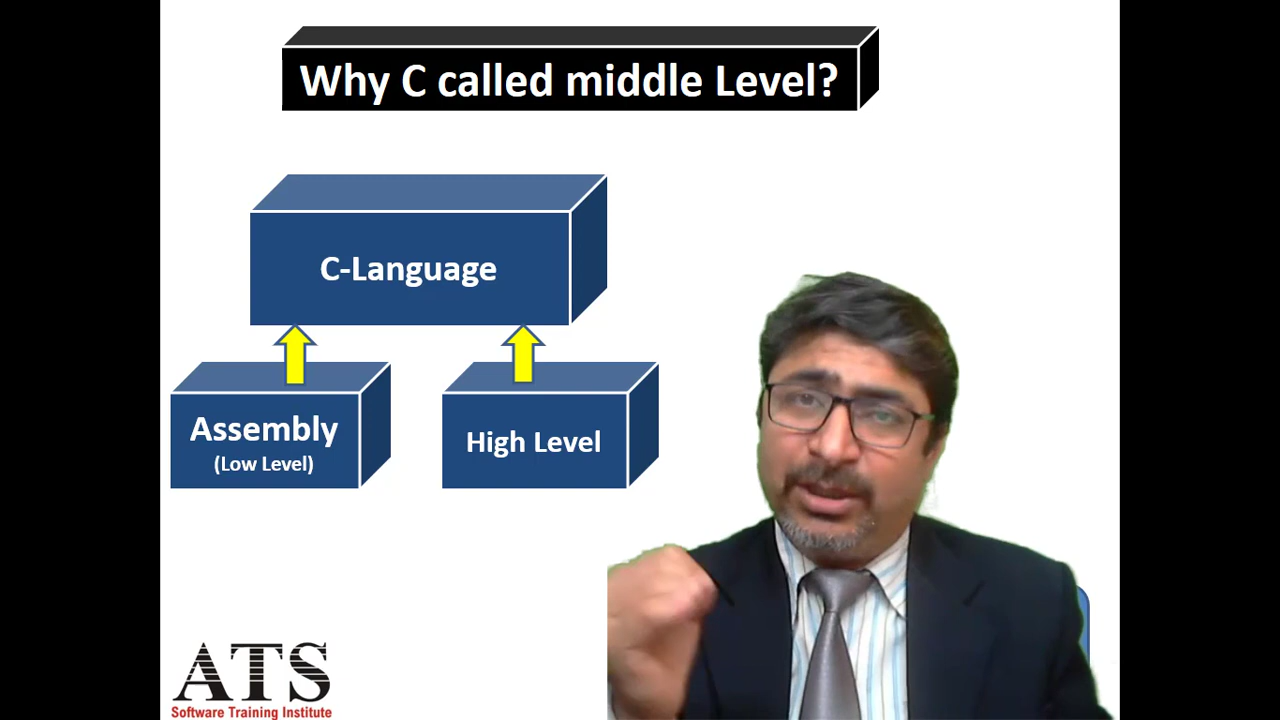 Why C called middle Level?
C-Language
Assembly
(Low Level)
High Level
ATS
Software Training Institute